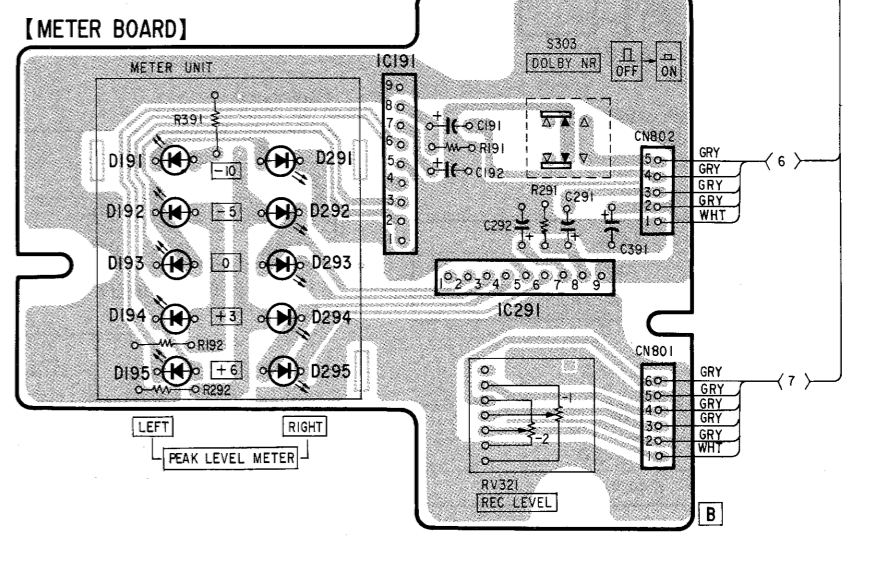 【METER BOARD】
METER UNIT
IC191
S303
DOLBY NR
OFF
ON
R391
9
8
7
6
5
4
3
2
1
+
C191
R191
+
C192
CN802
5
4
3
2
1
GRY
GRY
GRY
GRY
WHT
6
D191
-10
D291
D192
-5
D292
D193
0
D293
D194
+3
D294
R192
D195
+6
D295
R292
R291
C291
C292
+
+
+
C391
1 2 3 4 5 6 7 8 9
IC291
CN801
6
5
4
3
2
1
GRY
GRY
GRY
GRY
GRY
WHT
7
-1
-2
RV321
REC LEVEL
LEFT
RIGHT
PEAK LEVEL METER
B